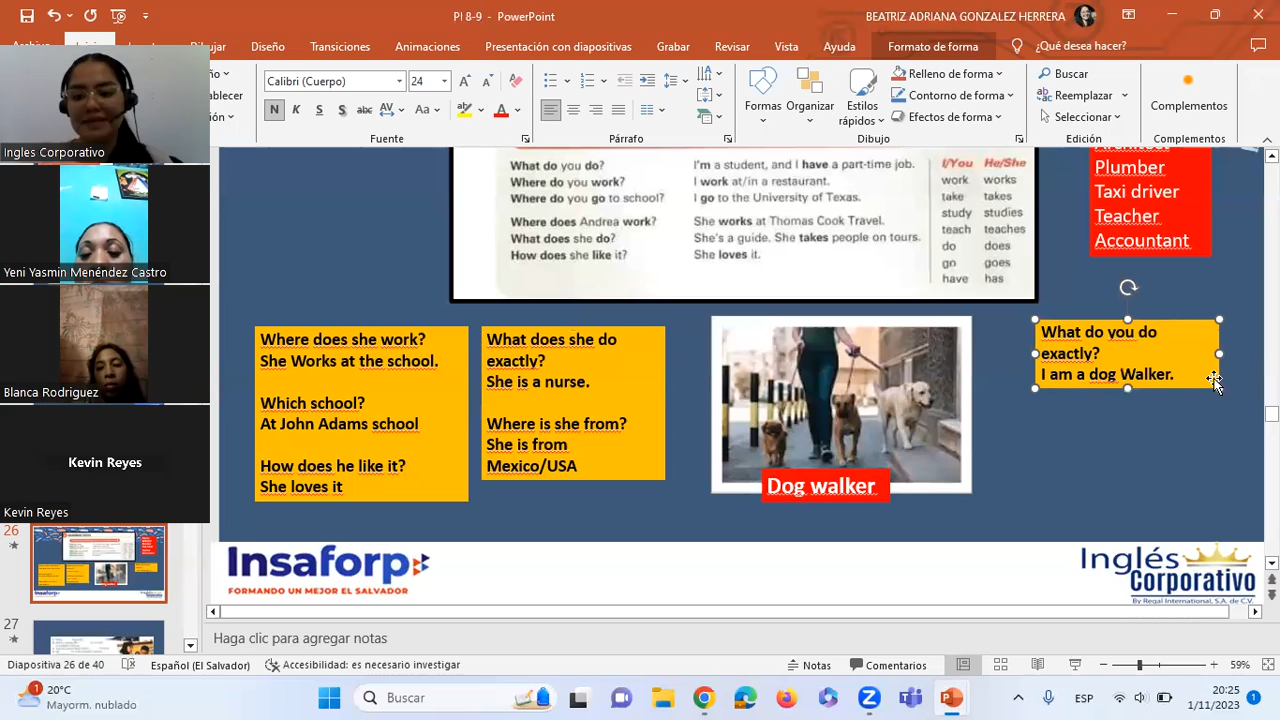 PI 8-9 - PowerPoint
BEATRIZ ADRIANA GONZALEZ HERRERA
Diseño
Transiciones
Animaciones
Presentación con diapositivas
Grabar
Revisar
Vista
Ayuda
Formato de forma
¿Qué desea hacer?
Calibri (Cuerpo)
24
Relleno de forma
Contorno de forma
Efectos de forma
Formas
Organizar
Estilos
rápidos
Buscar
Reemplazar
Seleccionar
Complementos
Fuente
Párrafo
Dibujo
Edición
Complementos
Ingles Corporativo
Yeni Yasmin Menéndez Castro
Blanca Rodriguez
Kevin Reyes
Kevin Reyes
What do you do? I'm a student, and I have a part-time job. I/You He/She
Where do you work? I work at/in a restaurant. work works
Where do you go to school? I go to the University of Texas. take takes
study studies
Where does Andrea work? She works at Thomas Cook Travel. teach teaches
What does she do? She's a guide. She takes people on tours. do does
How does she like it? She loves it. go goes
have has
Plumber
Taxi driver
Teacher
Accountant
Where does she work?
She Works at the school.
Which school?
At John Adams school
How does he like it?
She loves it
What does she do
exactly?
She is a nurse.
Where is she from?
She is from
Mexico/USA
Dog walker
What do you do
exactly?
I am a dog Walker.
Insaforp
FORMANDO UN MEJOR EL SALVADOR
Inglés
Corporativo
By Regal International, S.A. de C.V.
26
27
Haga clic para agregar notas
Diapositiva 26 de 40
Español (El Salvador)
Accesibilidad: es necesario investigar
Notas
Comentarios
59%
1
20°C
Mayorm. nublado
Buscar
ESP
20:25
1/11/2023
1